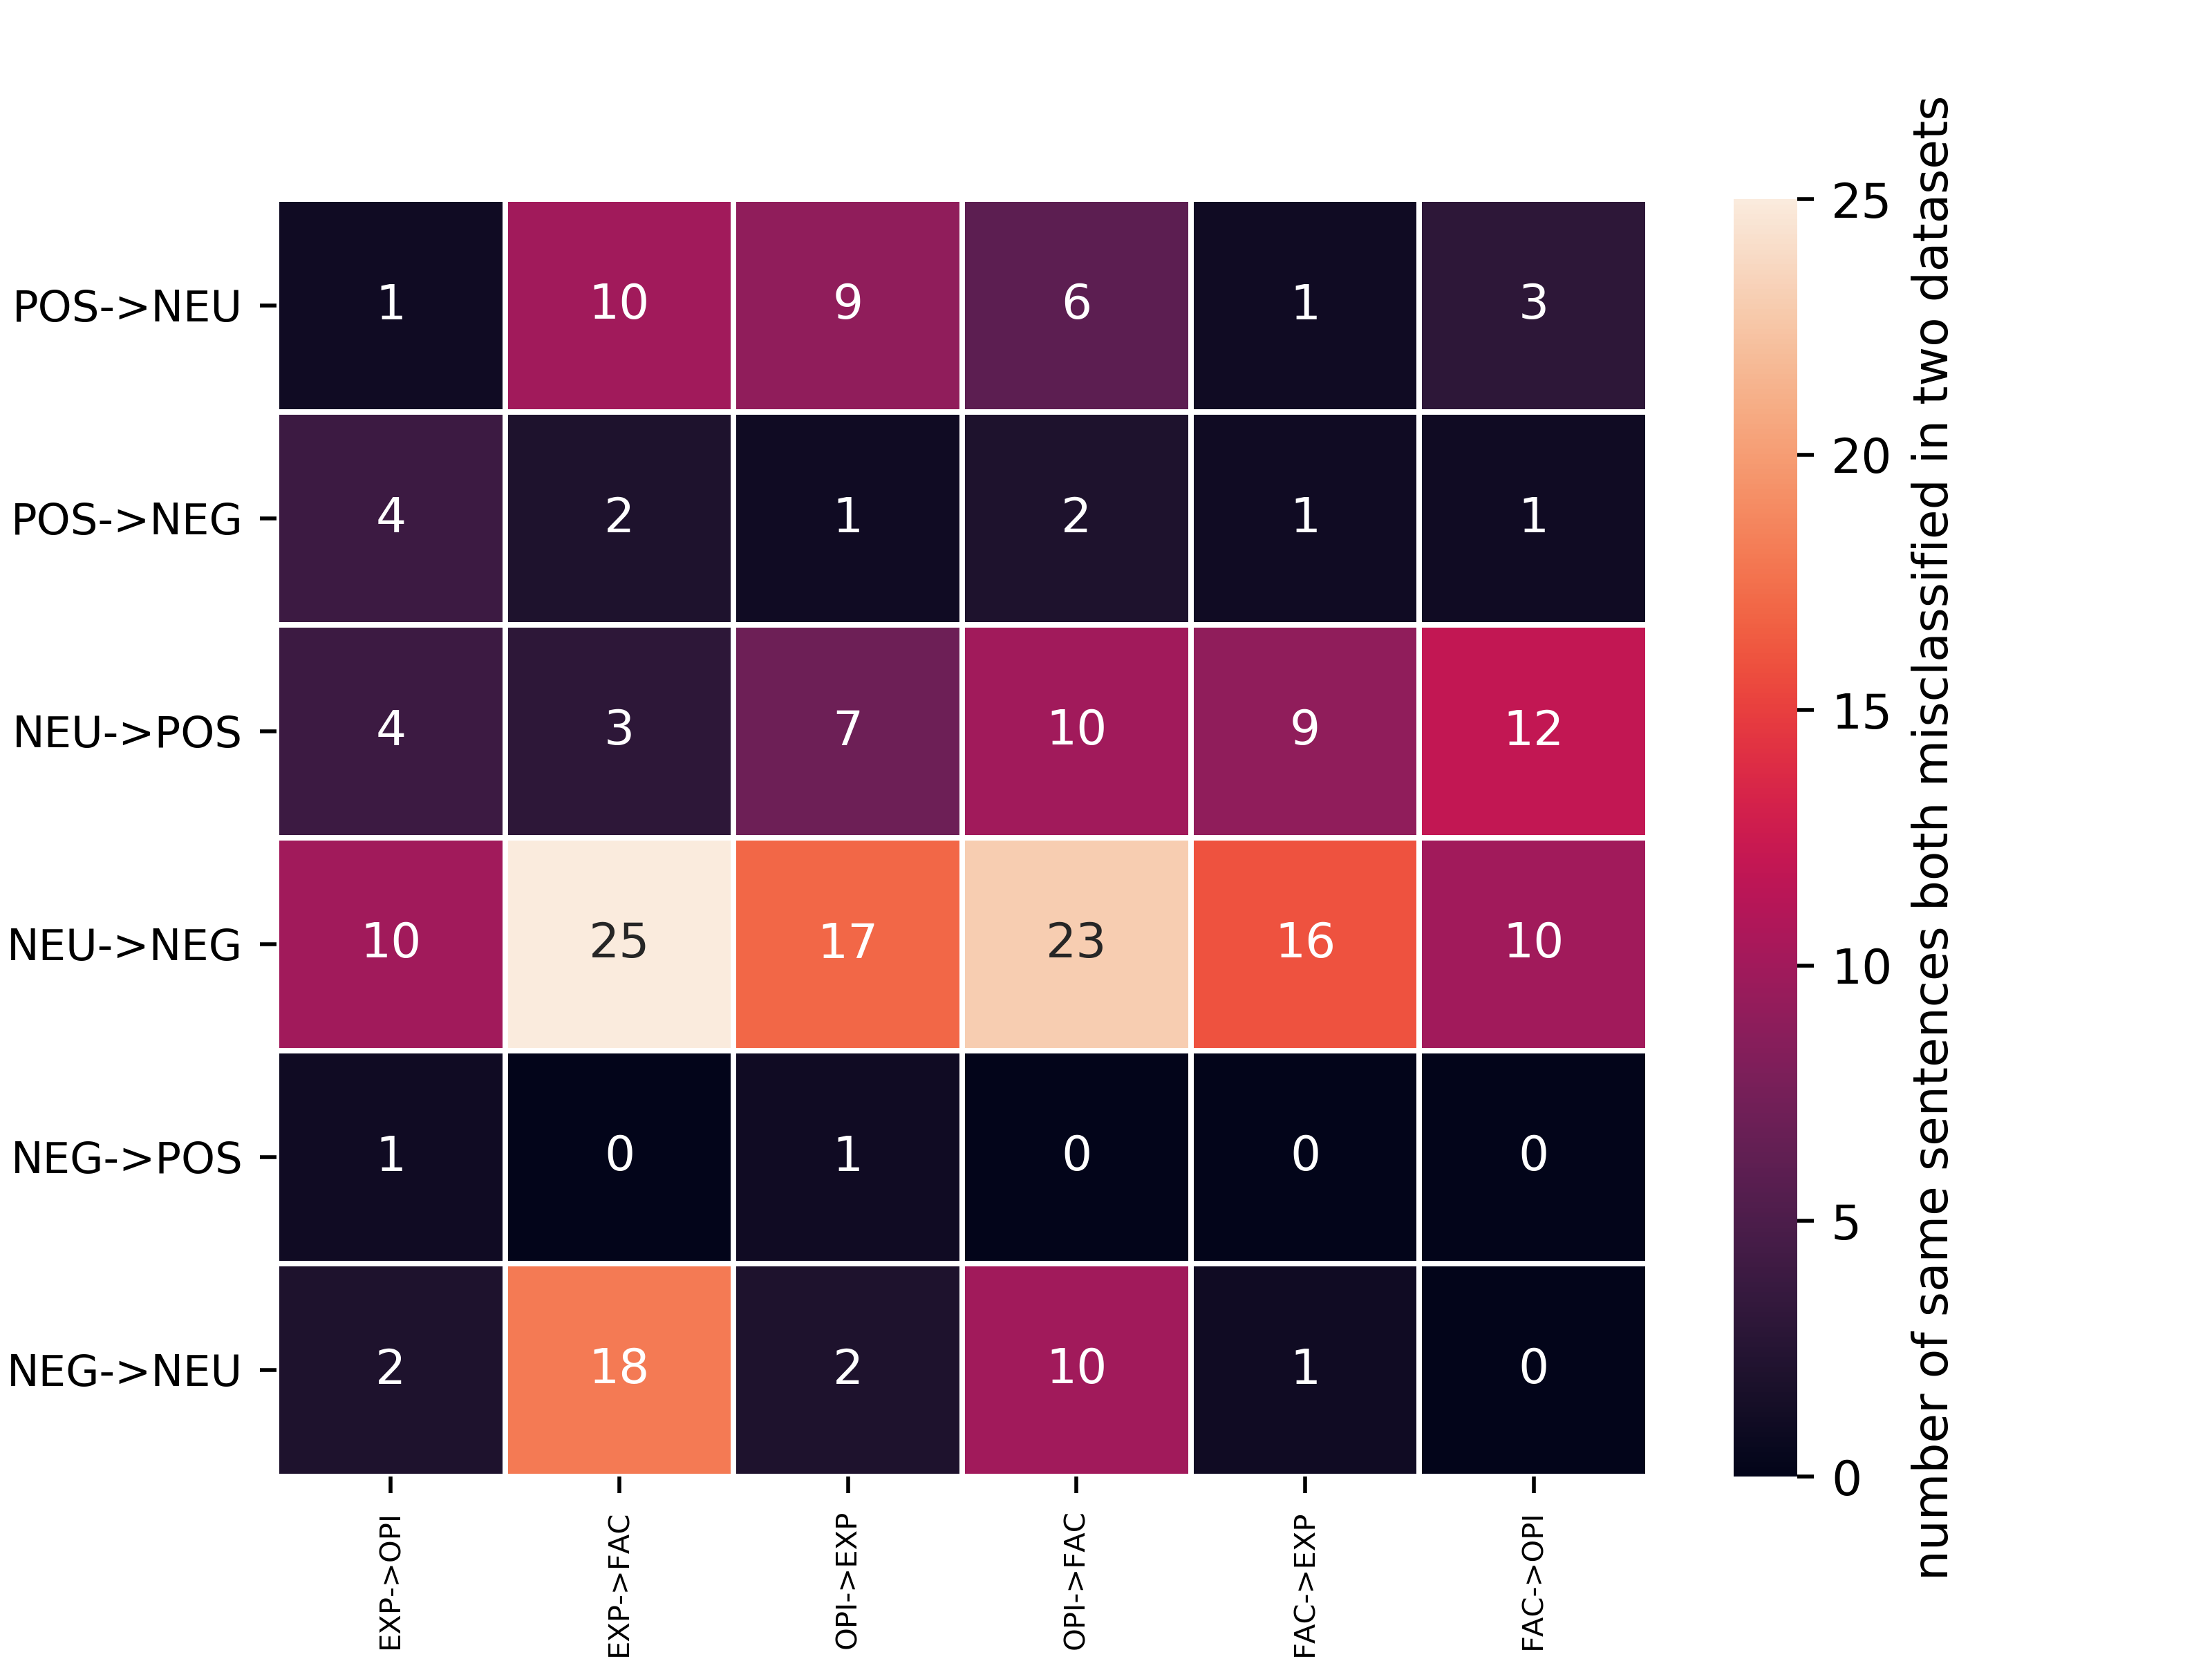 POS->NEU 1 10 9 6 1 3
POS->NEG 4 2 1 2 1 1
NEU->POS 4 3 7 10 9 12
NEU->NEG 10 25 17 23 16 10
NEG->POS 1 0 1 0 0 0
NEG->NEU 2 18 2 10 1 0
EXP->OPI
EXP->FAC
OPI->EXP
OPI->FAC
FAC->EXP
FAC->OPI
25
20
15
10
5
0
number of same sentences both misclassified in two datasets